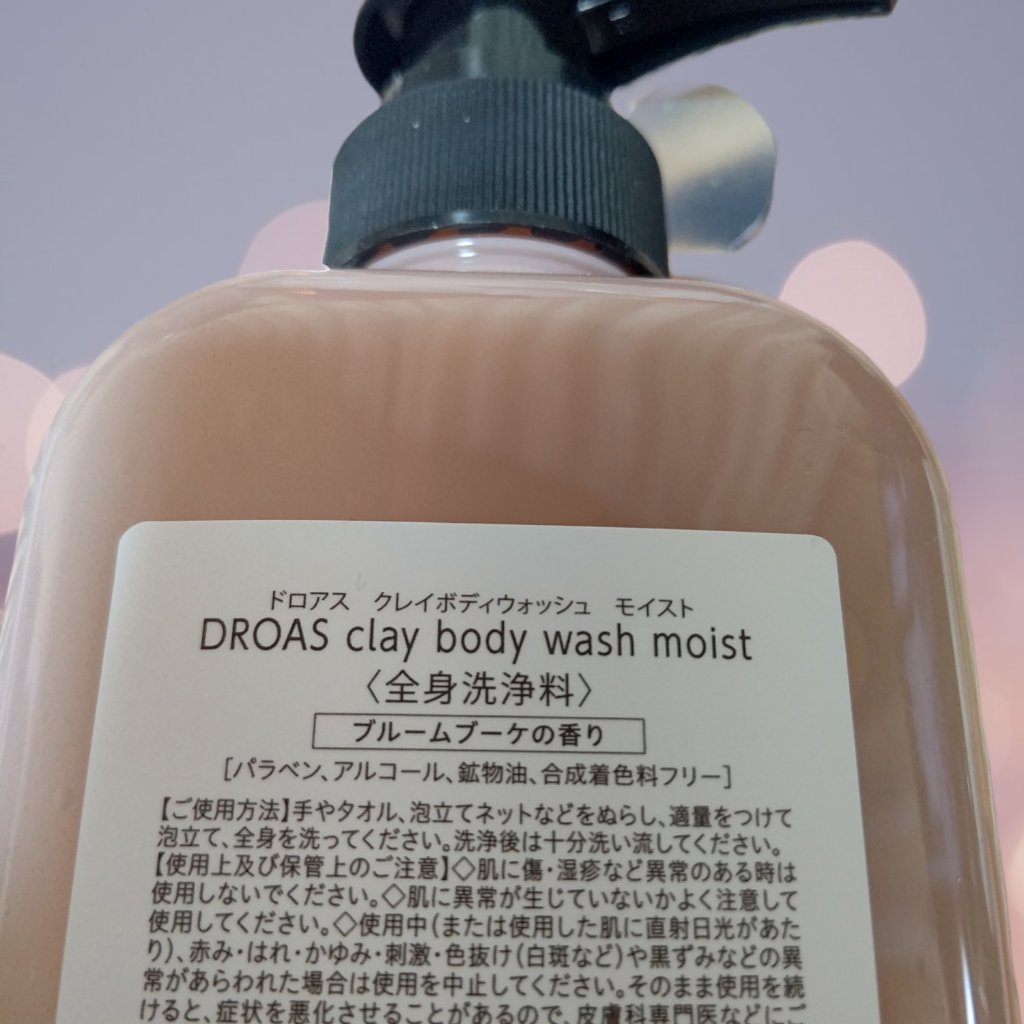 ドロアス　クレイボディウォッシュ　モイスト
DROAS clay body wash moist
〈全身洗浄料〉
ブルームブーケの香り
[パラベン、アルコール、鉱物油、合成着色料フリー]
【ご使用方法】手やタオル、泡立てネットなどをぬらし、適量をつけて
泡立て、全身を洗ってください。洗浄後は十分洗い流してください。
【使用上及び保管上のご注意】◇肌に傷・湿疹など異常のある時は
使用しないでください。◇肌に異常が生じていないかよく注意して
使用してください。◇使用中(または使用した肌に直射日光があた
り)、赤み・はれ・かゆみ・刺激・色抜け(白斑など)や黒ずみなどの異
常があらわれた場合は使用を中止してください。そのまま使用を続
けると、症状を悪化させることがあるので、皮膚科専門医などにご